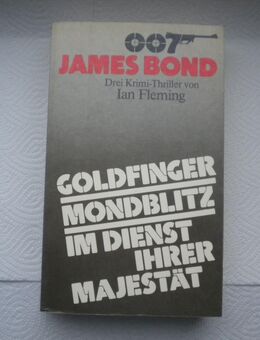 007
JAMES BOND
Drei Krimi-Thriller von
Ian Fleming
GOLDFINGER
MONDBLITZ
IM DIENST
IHRER
MAJESTÄT